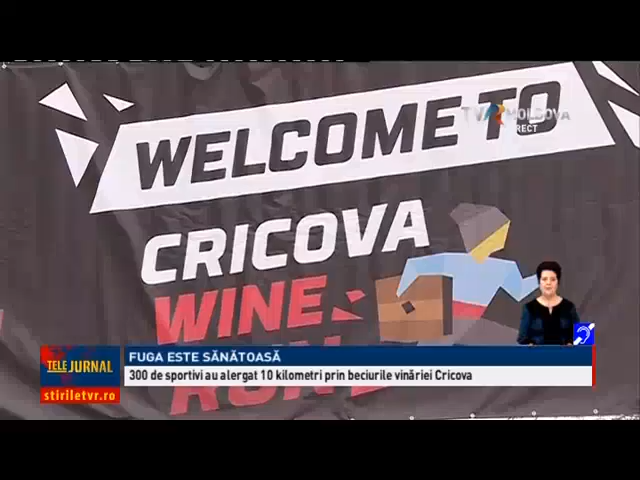 WELCOME TO
TVR MOLDOVA
DIRECT
CRICOVA
WINE
RUN
TELE JURNAL
stiriletvr.ro
FUGA ESTE SĂNĂTOASĂ
300 de sportivi au alergat 10 kilometri prin beciurile vinăriei Cricova